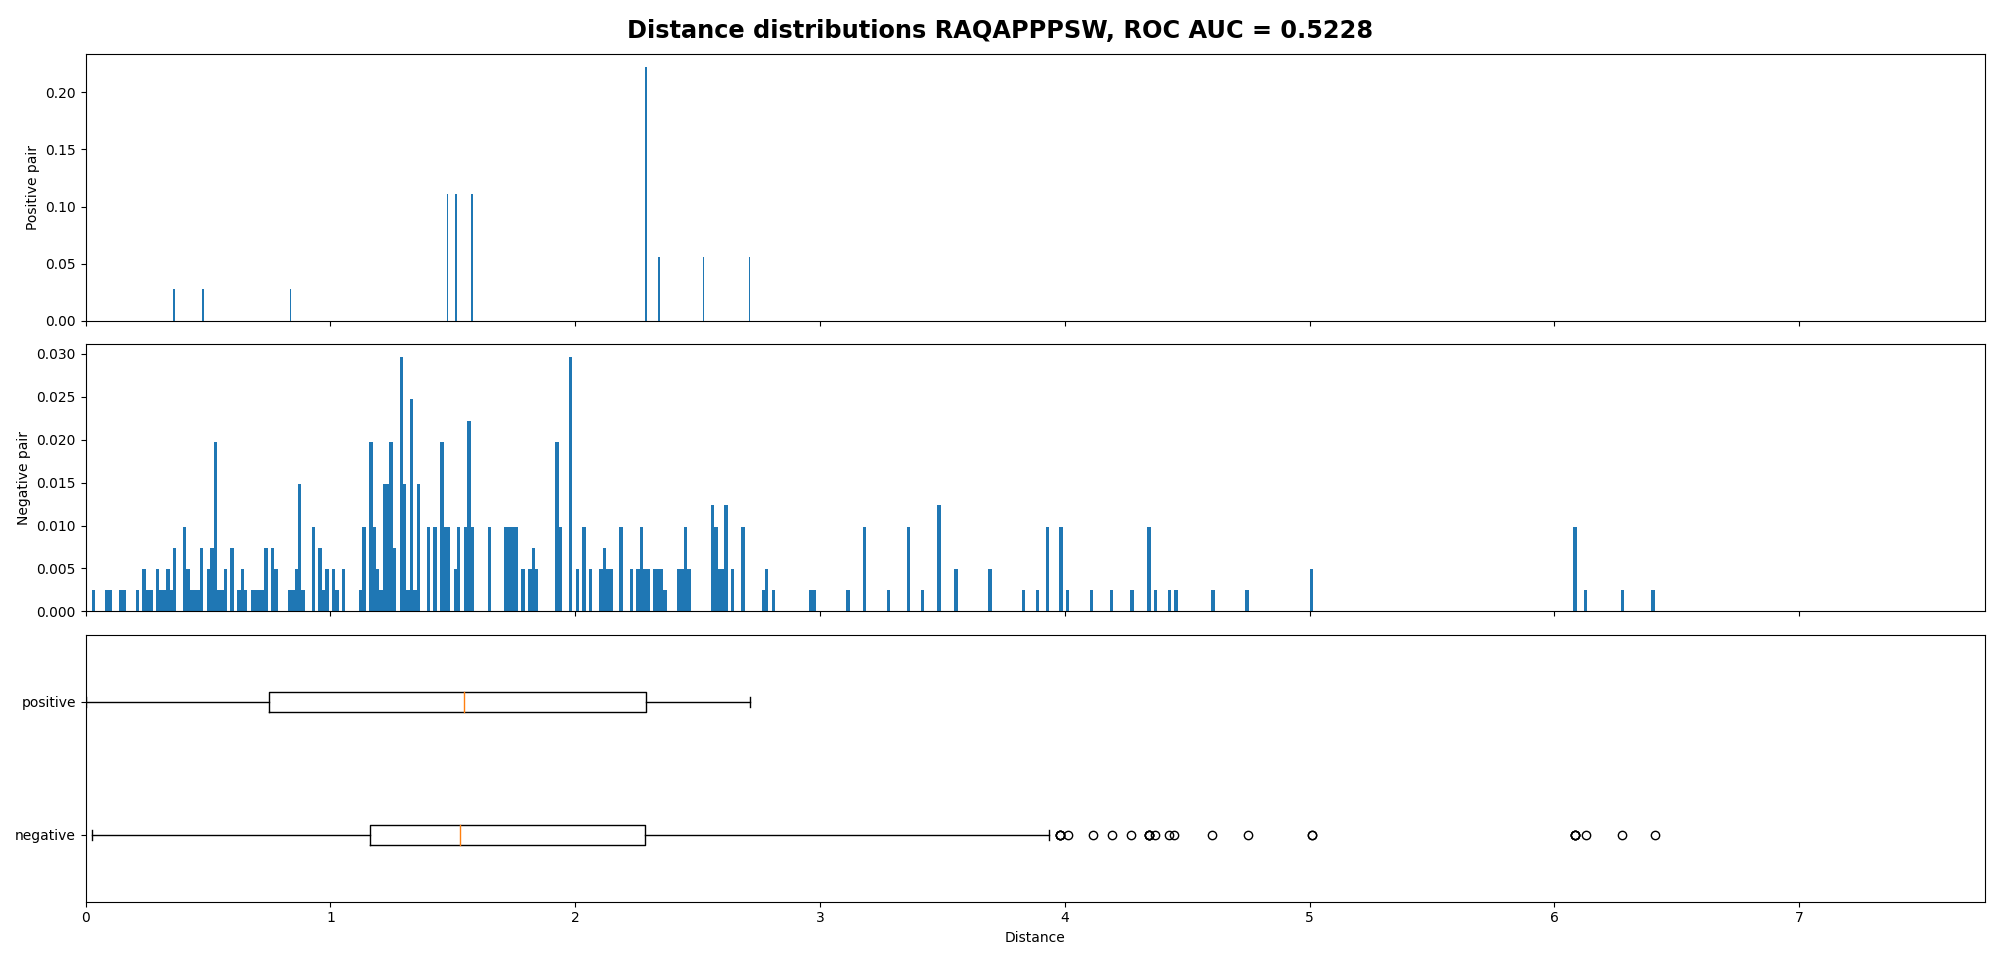 Distance distributions RAQAPPPSW, ROC AUC = 0.5228
0.20
0.15
0.10
0.05
0.00
Positive pair
0.030
0.025
0.020
0.015
0.010
0.005
0.000
Negative pair
positive
negative
0 1 2 3 4 5 6 7
Distance